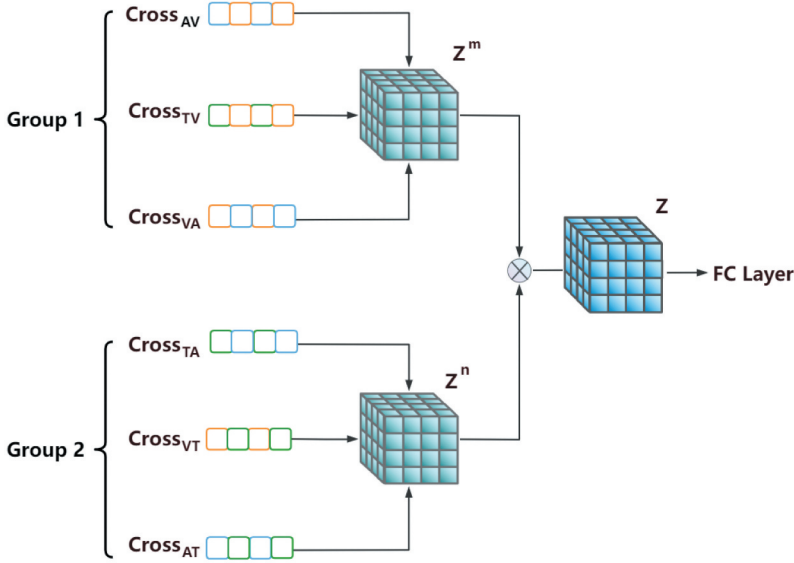 Cross_AV
Z^m
Group 1
Cross_TV
Cross_VA
Z
FC Layer
Cross_TA
Z^n
Group 2
Cross_VT
Cross_AT